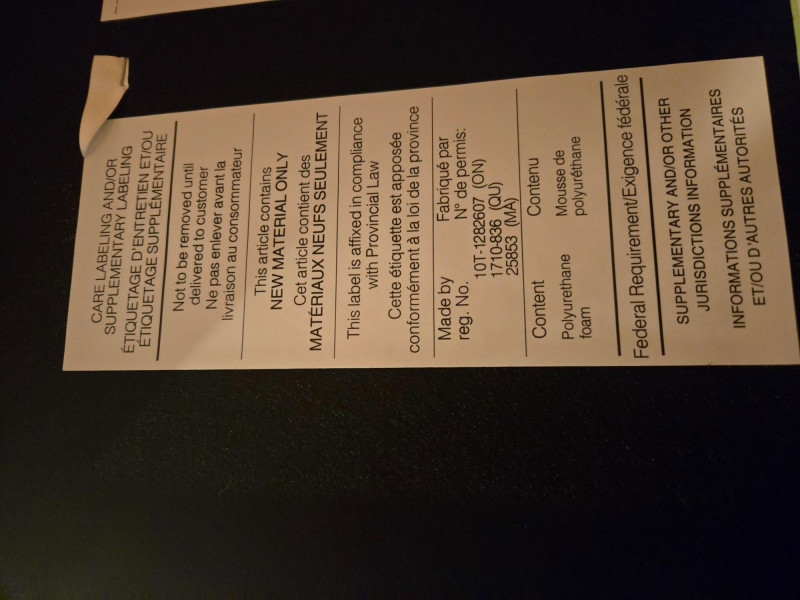 CARE LABELING AND/OR
SUPPLEMENTARY LABELING
ÉTIQUETAGE D'ENTRETIEN ET/OU
ÉTIQUETAGE SUPPLÉMENTAIRE
Not to be removed until
delivered to customer
Ne pas enlever avant la
livraison au consommateur
This article contains
NEW MATERIAL ONLY
Cet article contient des
MATÉRIAUX NEUFS SEULEMENT
This label is affixed in compliance
with Provincial Law
Cette étiquette est apposée
conformément à la loi de la province
Made by Fabriqué par
reg. No. N° de permis:
10T-1282607 (ON)
1710-836 (QU)
25853 (MA)
Content Contenu
Polyurethane Mousse de
foam polyuréthane
Federal Requirement/Exigence fédérale
SUPPLEMENTARY AND/OR OTHER
JURISDICTIONS INFORMATION
INFORMATIONS SUPPLÉMENTAIRES
ET/OU D'AUTRES AUTORITÉS